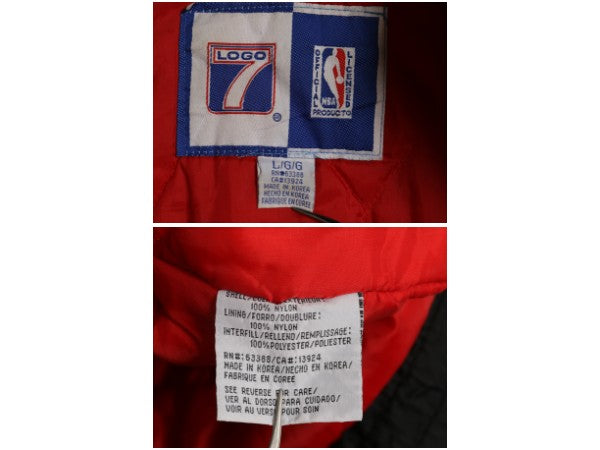 LOGO
7
®
OFFICIAL
LICENSED
NBA
PRODUCT
L/G/G
RN#63388
CA#13924
MADE IN KOREA
HECHO EN KOREA
FABRIQUE EN COREE
100% NYLON
LINING/FORRO/DOUBLURE:
100% NYLON
INTERFILL/RELLENO/REMPLISSAGE:
100%POLYESTER/POLIESTER
RN#:63388/CA#:13924
MADE IN KOREA/HECHO EN KOREA/
FABRIQUE EN COREE
SEE REVERSE FOR CARE/
VER AL DORSO PARA CUIDADO/
VOIR AU VERSO POUR SOIN